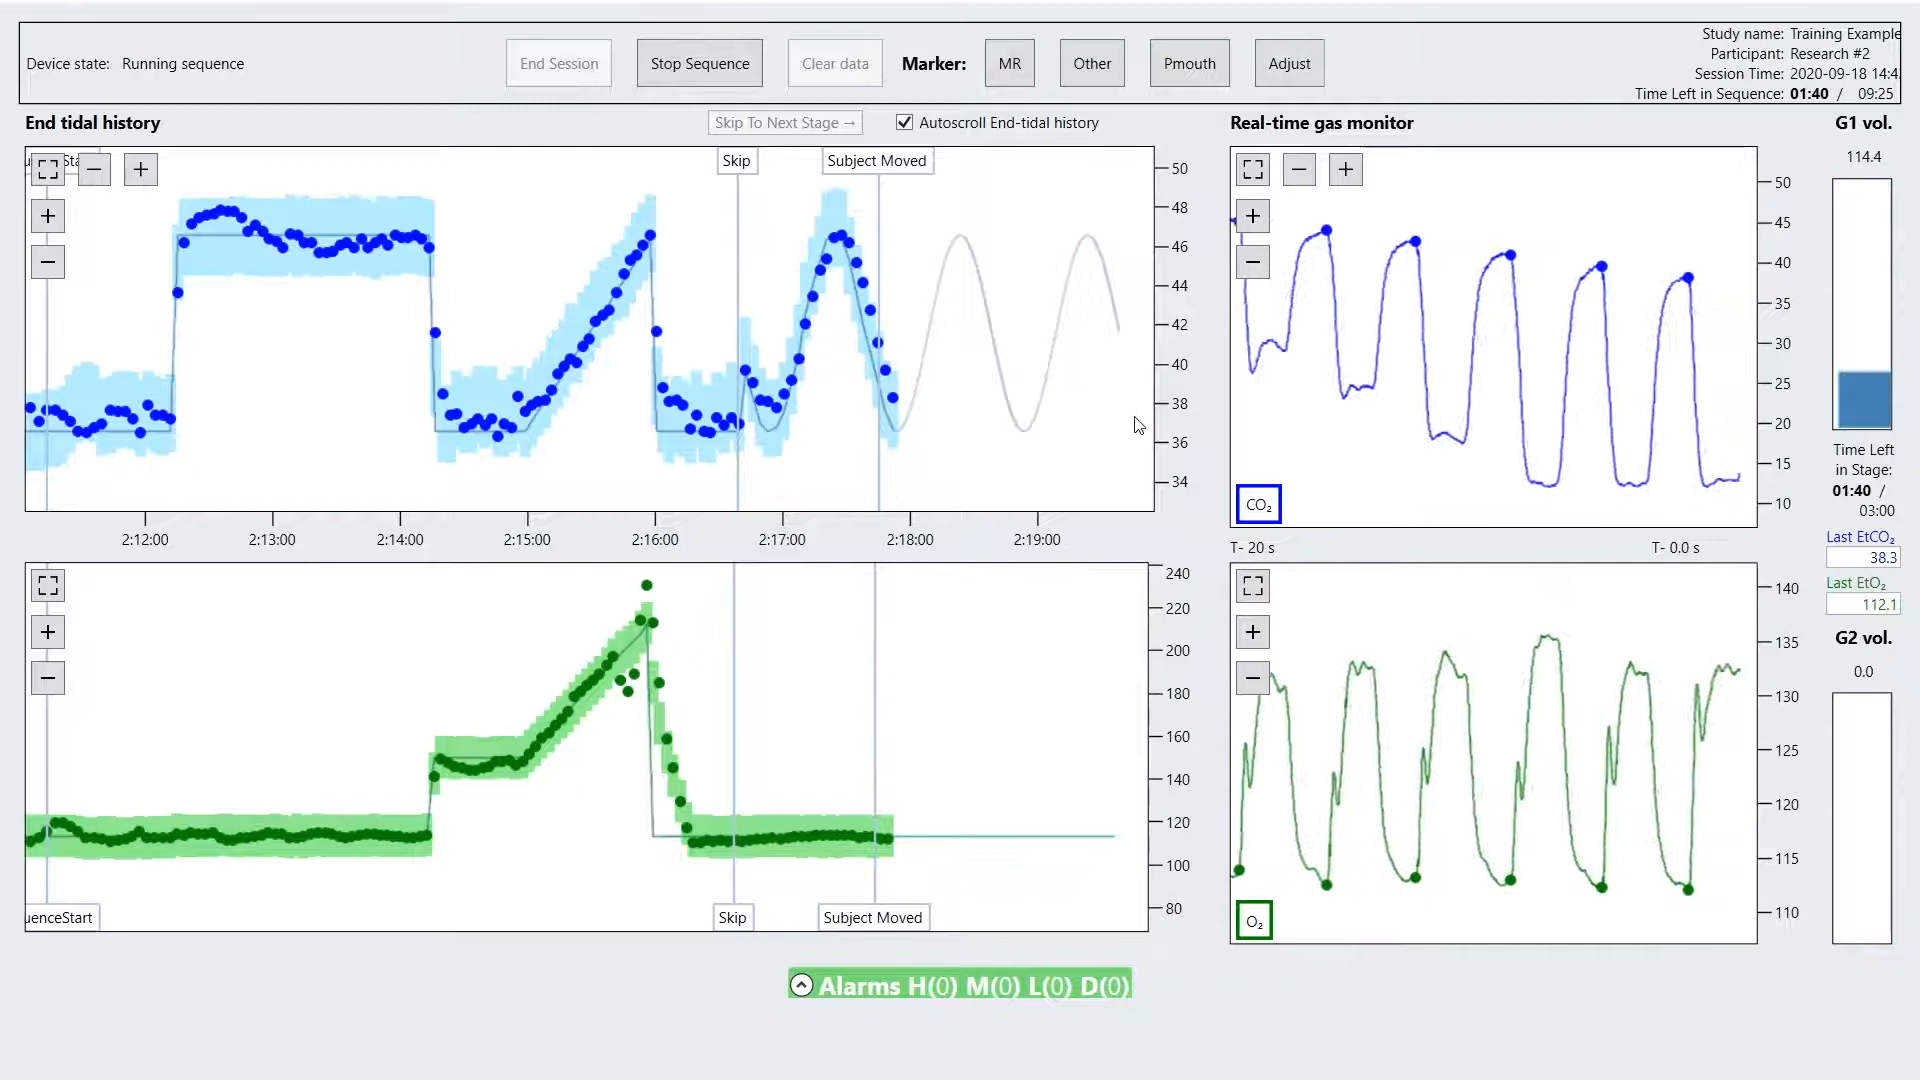 Device state: Running sequence
End Session
Stop Sequence
Clear data
Marker:
MR
Other
Pmouth
Adjust
Study name: Training Example
Participant: Research #2
Session Time: 2020-09-18 14:4
Time Left in Sequence: 01:40 / 09:25
End tidal history
Skip To Next Stage →
Autoscroll End-tidal history
Real-time gas monitor
G1 vol.
114.4
Skip
Subject Moved
50
48
46
44
42
40
38
36
34
2:12:00
2:13:00
2:14:00
2:15:00
2:16:00
2:17:00
2:18:00
2:19:00
50
45
40
35
30
25
20
15
10
CO₂
T- 20 s
T- 0.0 s
Time Left
in Stage:
01:40 /
03:00
Last EtCO₂
38.3
Last EtO₂
112.1
G2 vol.
0.0
240
220
200
180
160
140
120
100
80
uenceStart
Skip
Subject Moved
140
135
130
125
120
115
110
O₂
Alarms H(0) M(0) L(0) D(0)